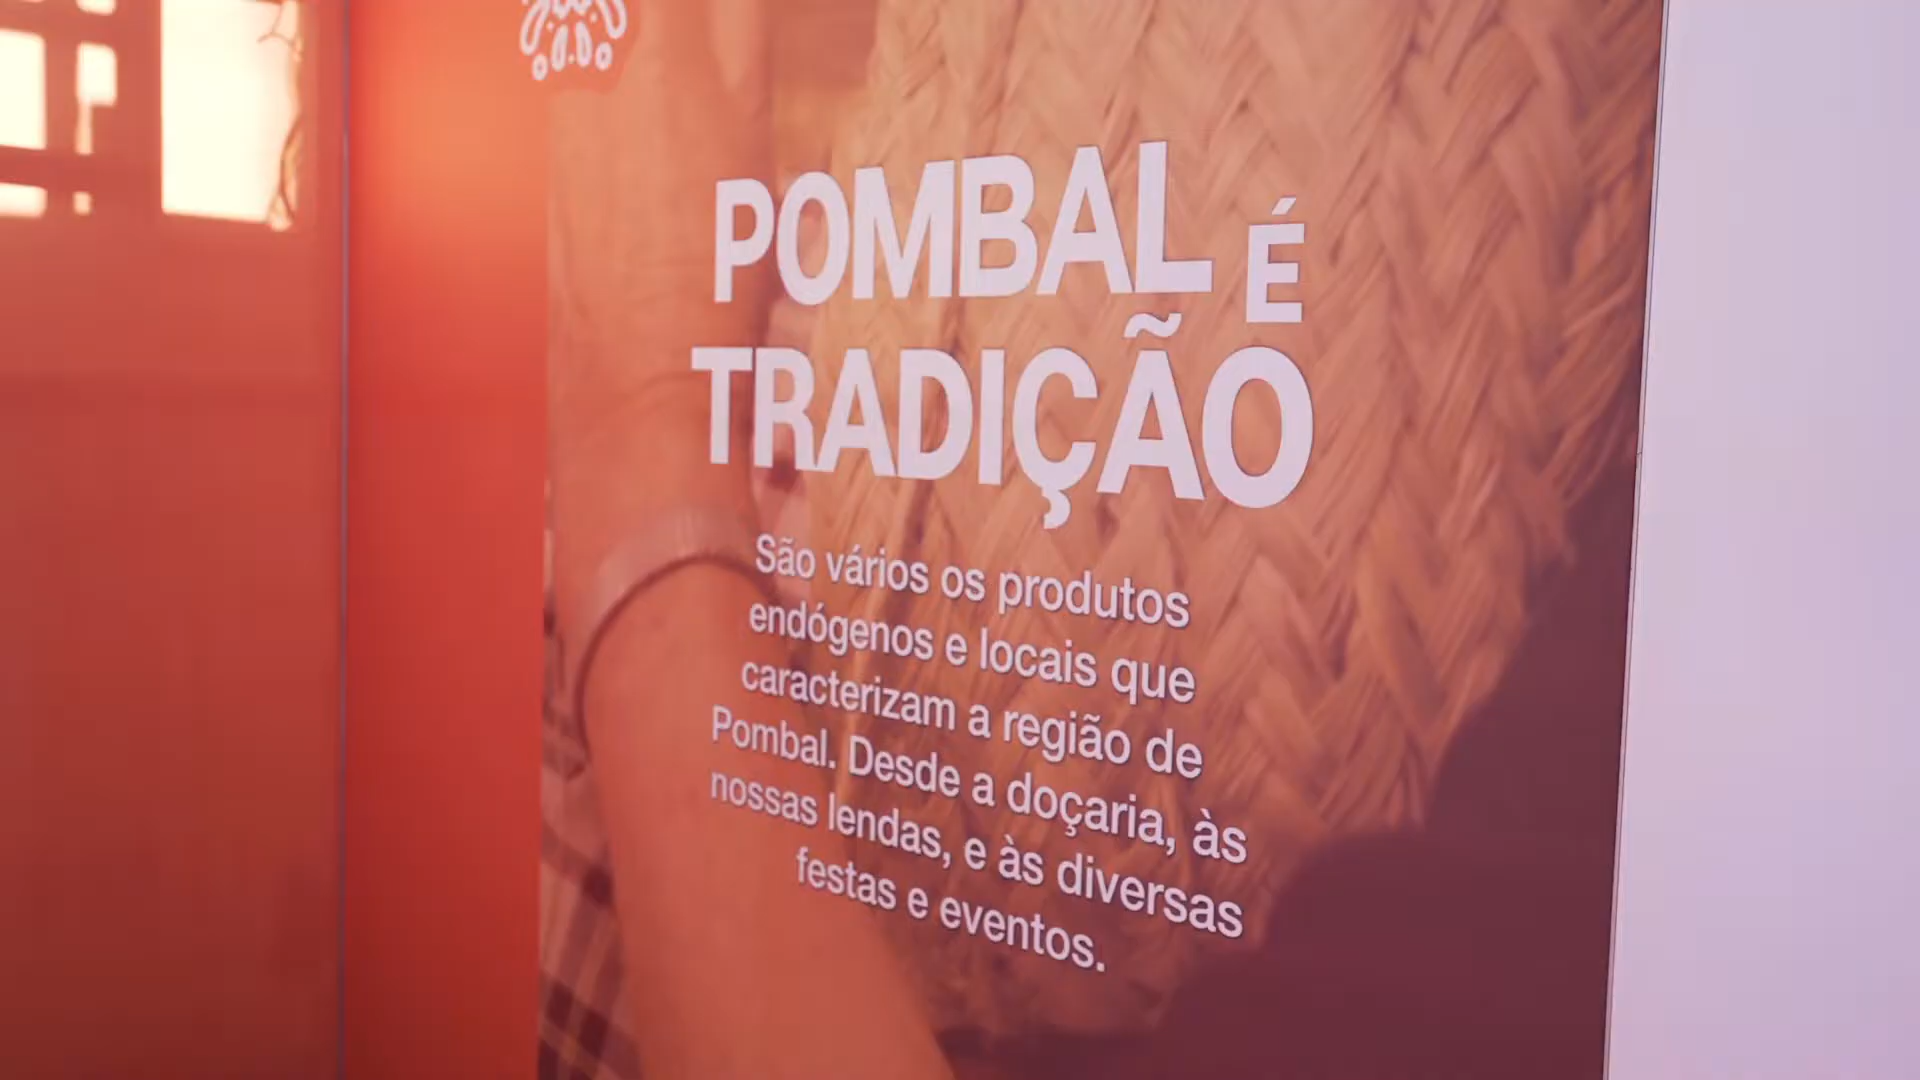 POMBAL É
TRADIÇÃO
São vários os produtos
endógenos e locais que
caracterizam a região de
Pombal. Desde a doçaria, às
nossas lendas, e às diversas
festas e eventos.